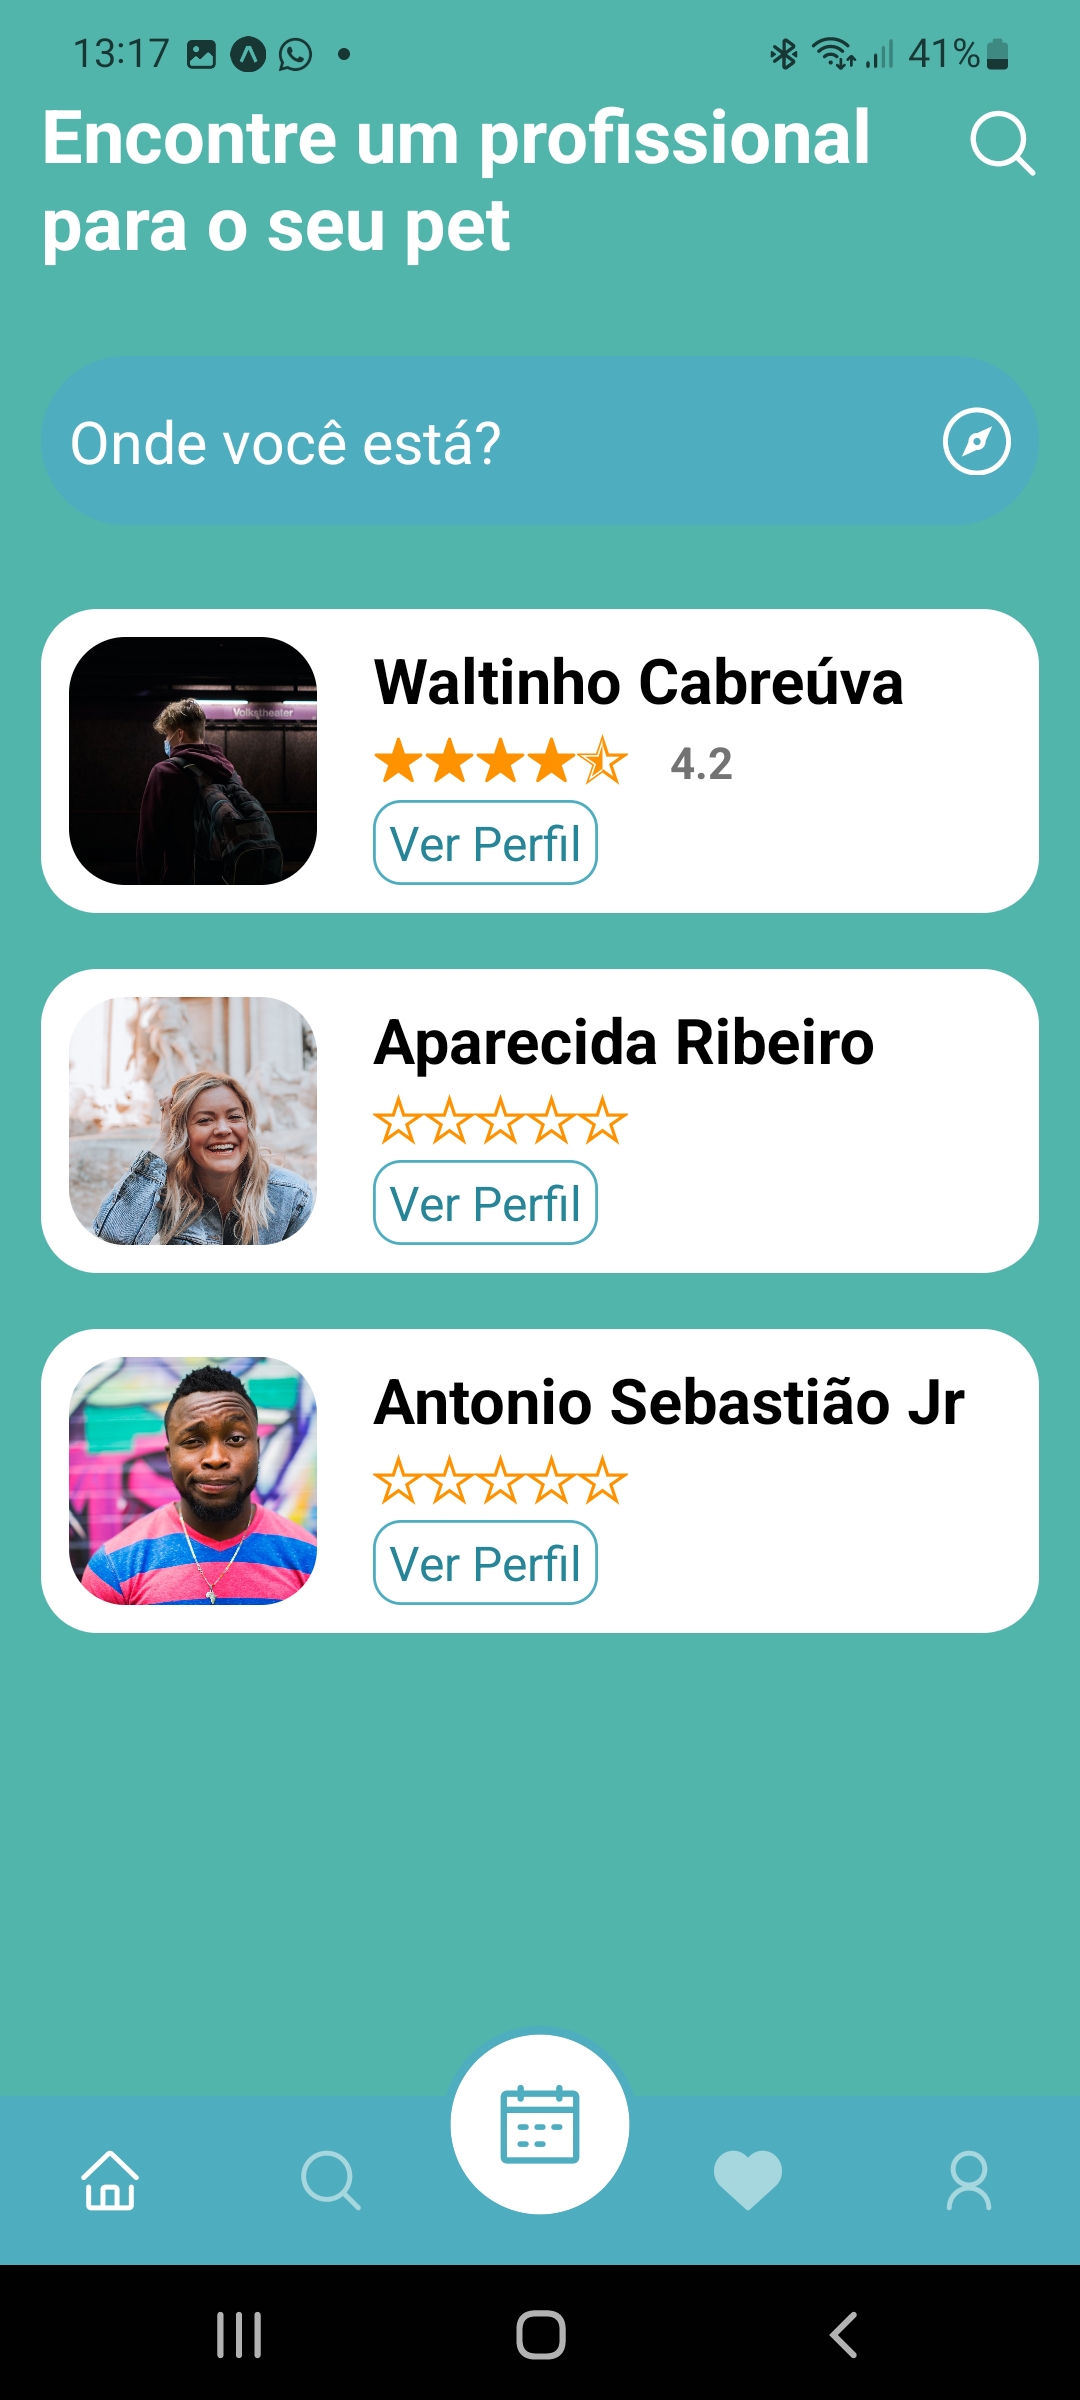 13:17
41%
Encontre um profissional
para o seu pet
Onde você está?
Volkstheater
Waltinho Cabreúva
4.2
Ver Perfil
Aparecida Ribeiro
Ver Perfil
Antonio Sebastião Jr
Ver Perfil